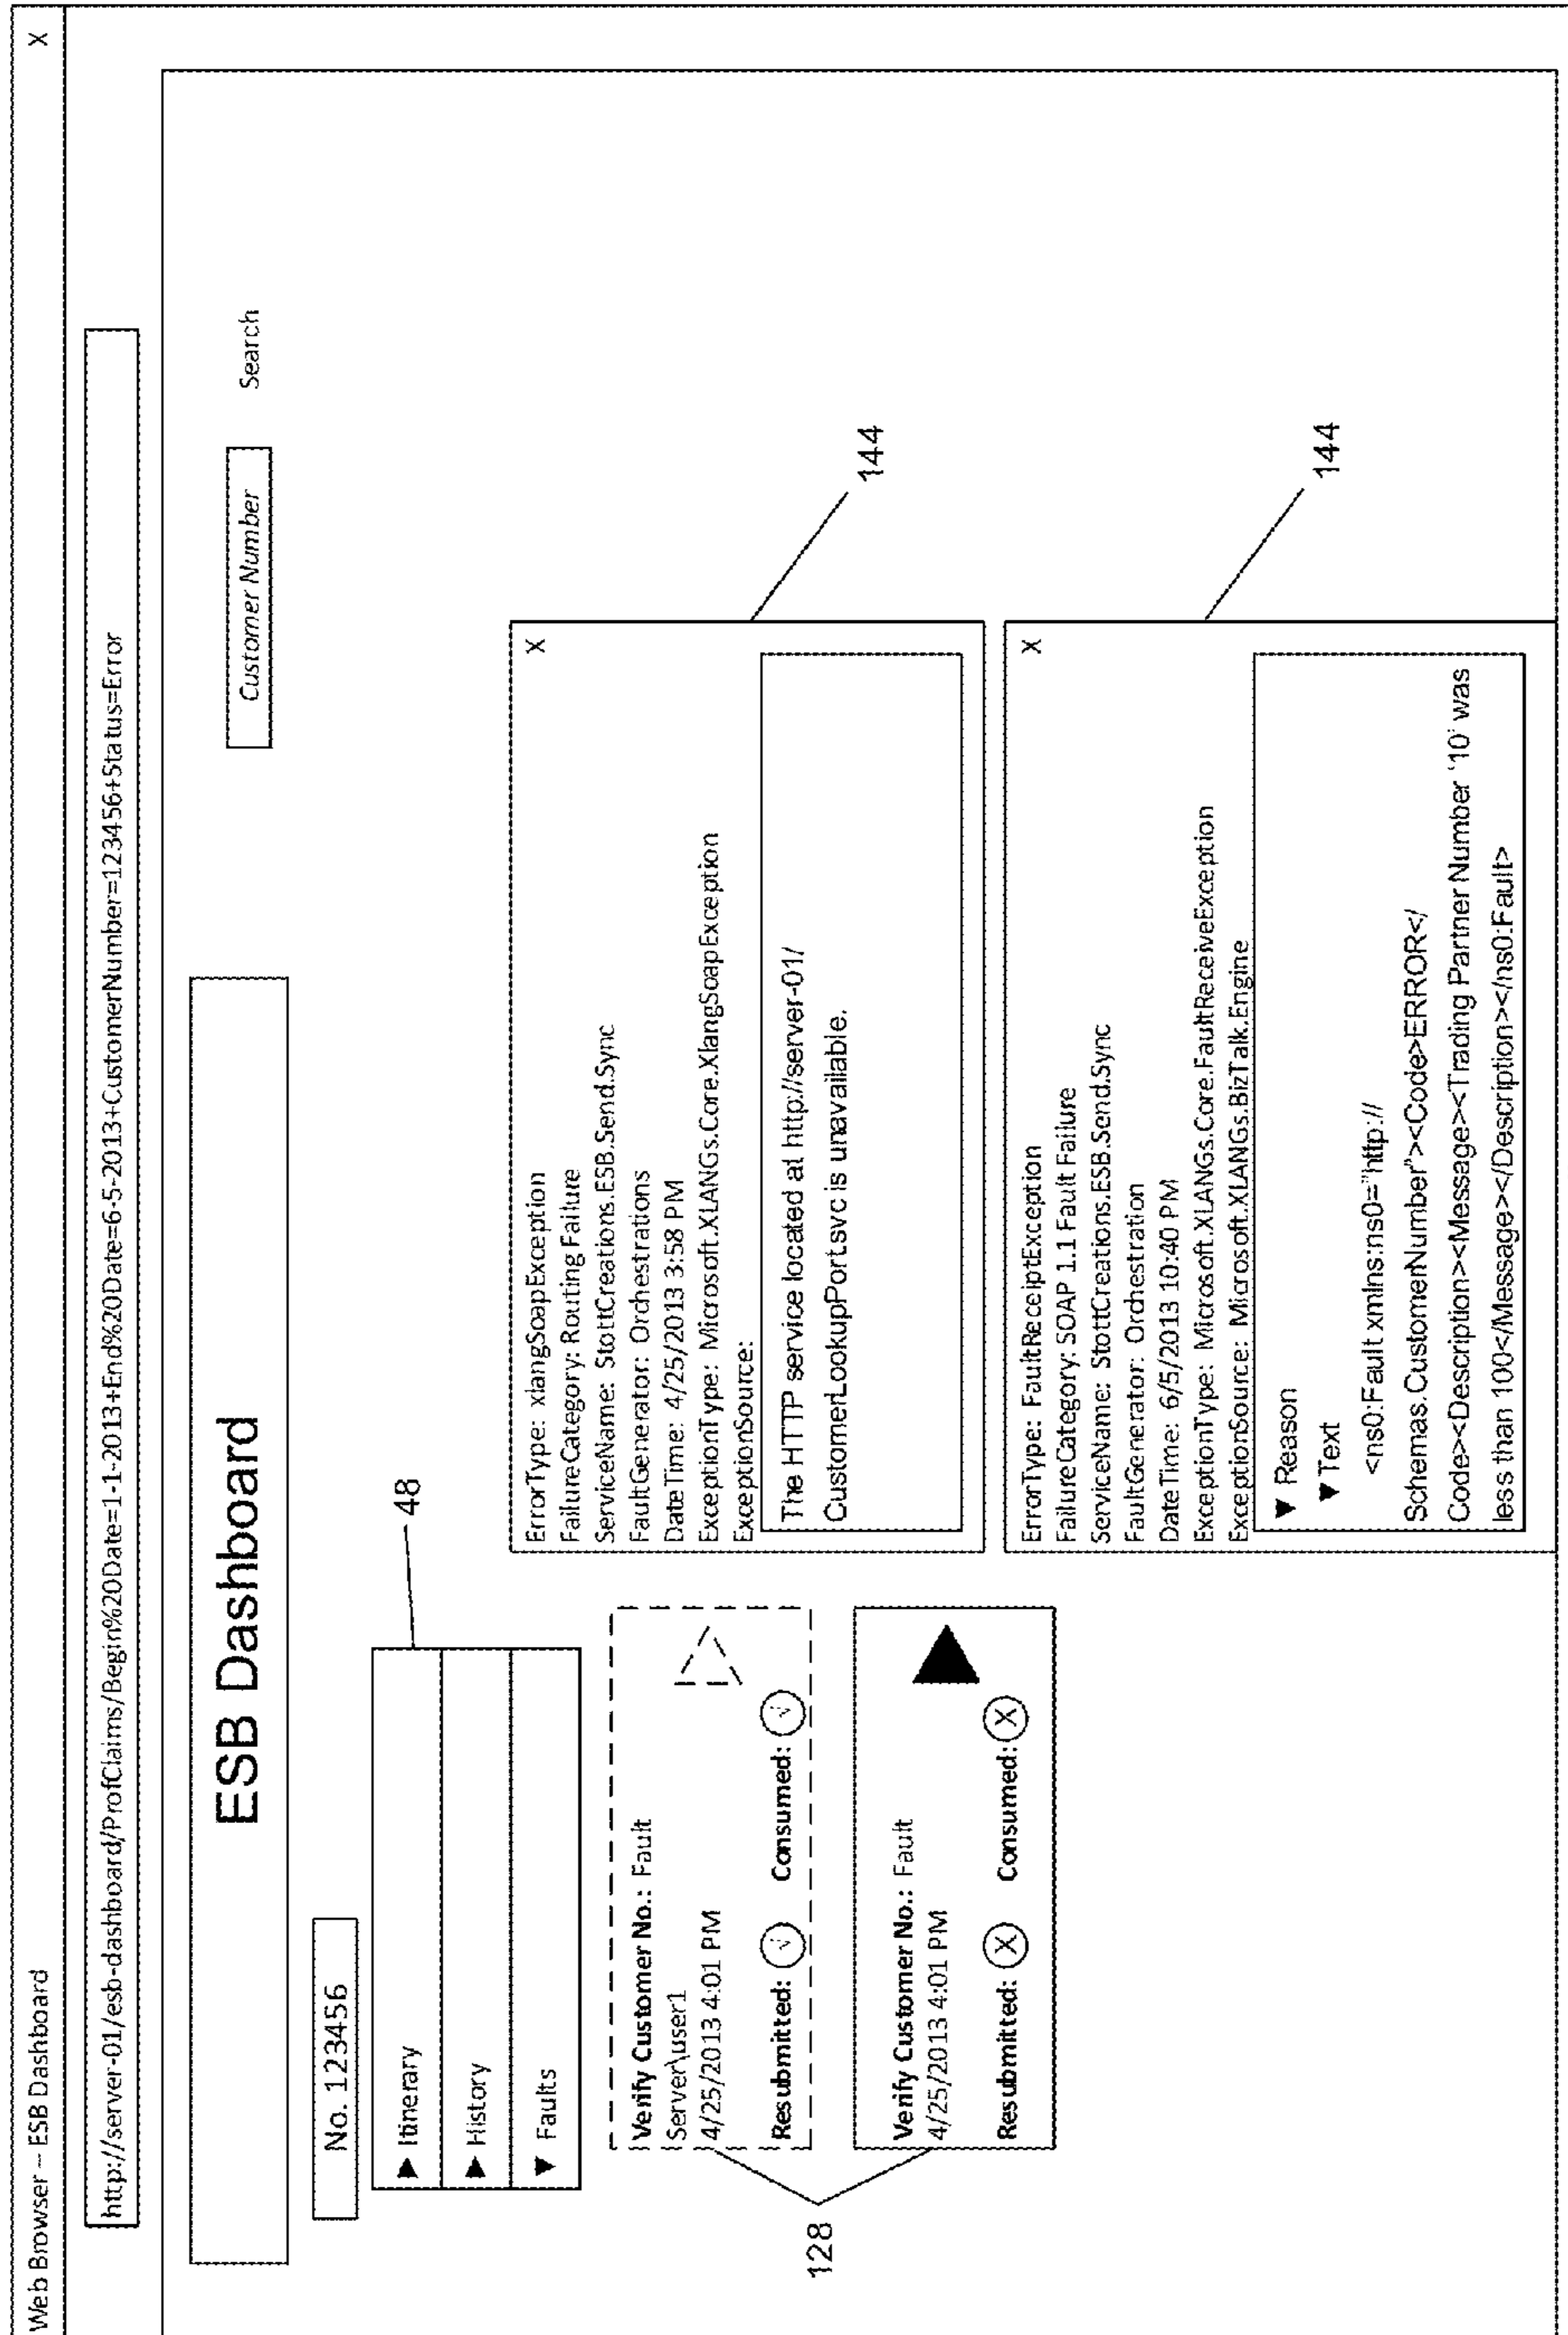 Web Browser – ESB Dashboard
X
http://server-01/esb-dashboard/ProfClaims/Begin%20Date=1-1-2013+End%20Date=6-5-2013+CustomerNumber=123456+Status=Error
ESB Dashboard
Customer Number
Search
No. 123456
▶ Itinerary
▶ History
▼ Faults
48
Verify Customer No.: Fault
Server\user1
4/25/2013 4:01 PM
Resubmitted: √ Consumed: √
Verify Customer No.: Fault
4/25/2013 4:01 PM
Resubmitted: X Consumed: X
128
X
ErrorType: xlangSoapException
FailureCategory: Routing Failure
ServiceName: StottCreations.ESB.Send.Sync
FaultGenerator: Orchestrations
DateTime: 4/25/2013 3:58 PM
ExceptionType: Microsoft.XLANGs.Core.XlangSoapException
ExceptionSource:
The HTTP service located at http://server-01/
CustomerLookupPort.svc is unavailable.
144
X
ErrorType: FaultReceiptException
FailureCategory: SOAP 1.1 Fault Failure
ServiceName: StottCreations.ESB.Send.Sync
FaultGenerator: Orchestration
DateTime: 6/5/2013 10:40 PM
ExceptionType: Microsoft.XLANGs.Core.FaultReceiveException
ExceptionSource: Microsoft.XLANGs.BizTalk.Engine
▼ Reason
▼ Text
<ns0:Fault xmlns:ns0="http://
Schemas.CustomerNumber"><Code>ERROR</
Code><Description><Message><Trading Partner Number '10' was
less than 100</Message></Description></ns0:Fault>
144